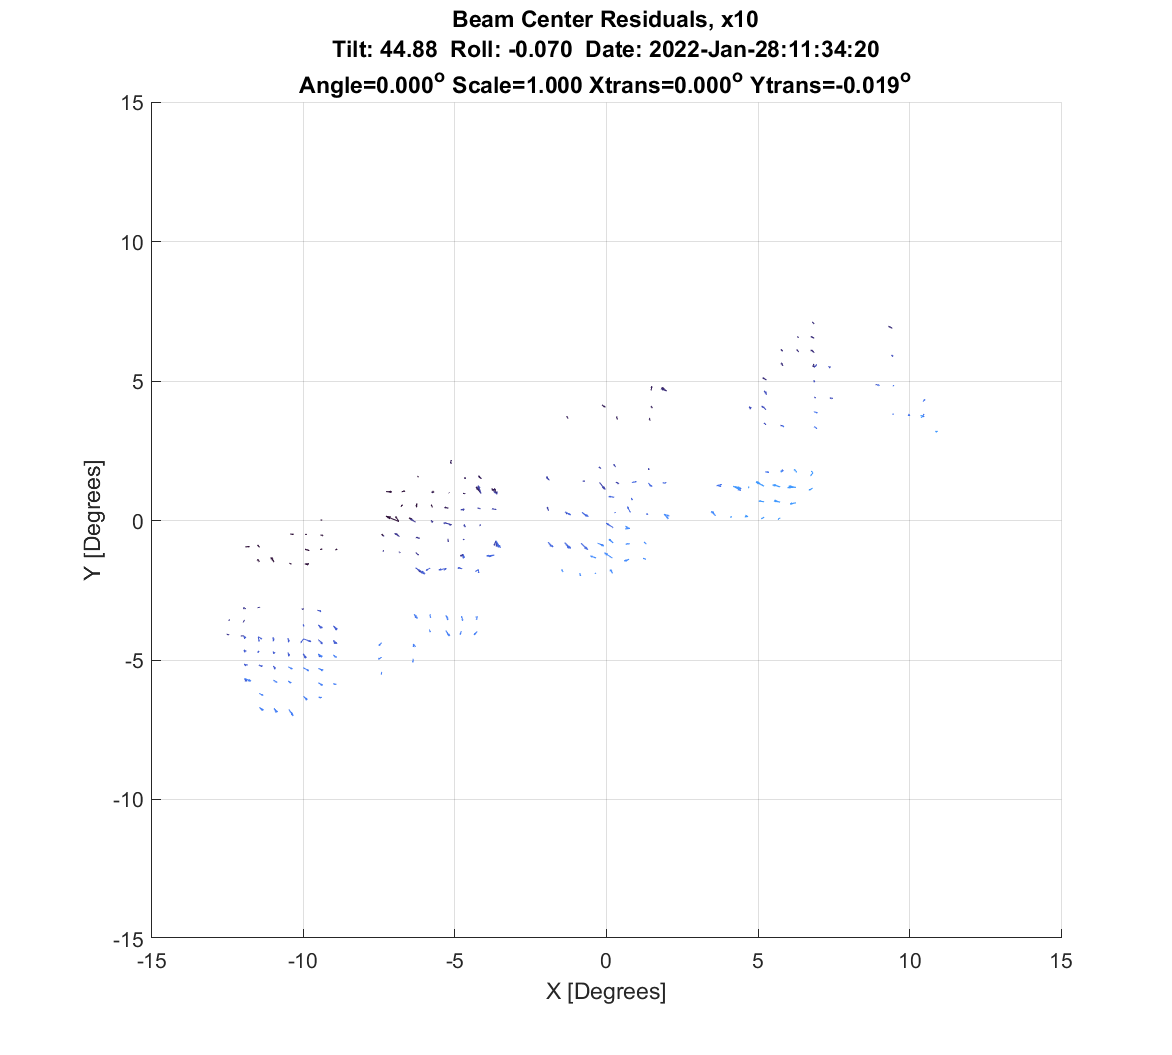 Beam Center Residuals, x10
Tilt: 44.88 Roll: -0.070 Date: 2022-Jan-28:11:34:20
Angle=0.000° Scale=1.000 Xtrans=0.000° Ytrans=-0.019°
15
10
5
0
-5
-10
-15
Y [Degrees]
-15 -10 -5 0 5 10 15
X [Degrees]